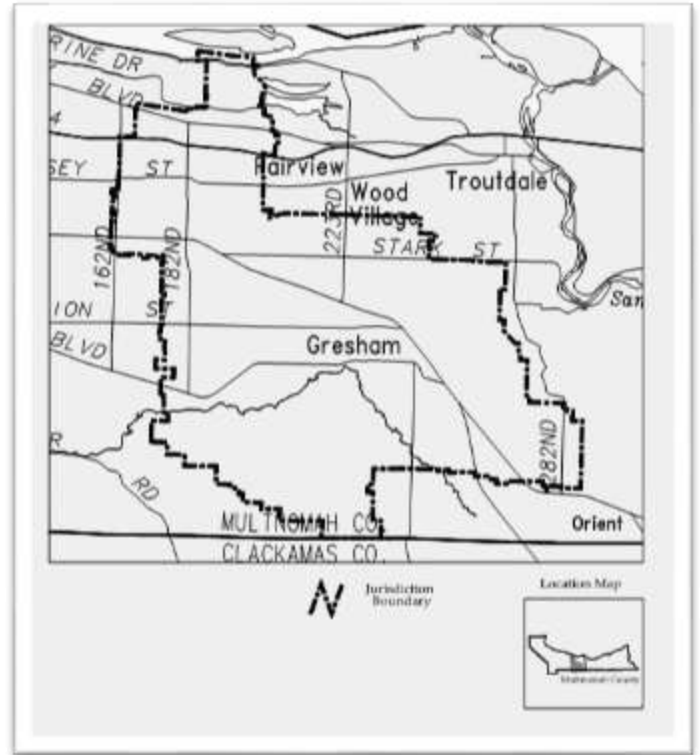 RINE DR
BLVD
4
SEY ST
Fairview
Wood
Village
Troutdale
223RD
162ND
182ND
STARK ST
San
ION ST
BLVD
Gresham
282ND
R
RD
MULTNOMAH CO.
Orient
CLACKAMAS CO.
Jurisdiction
Boundary
Location Map
Multnomah County